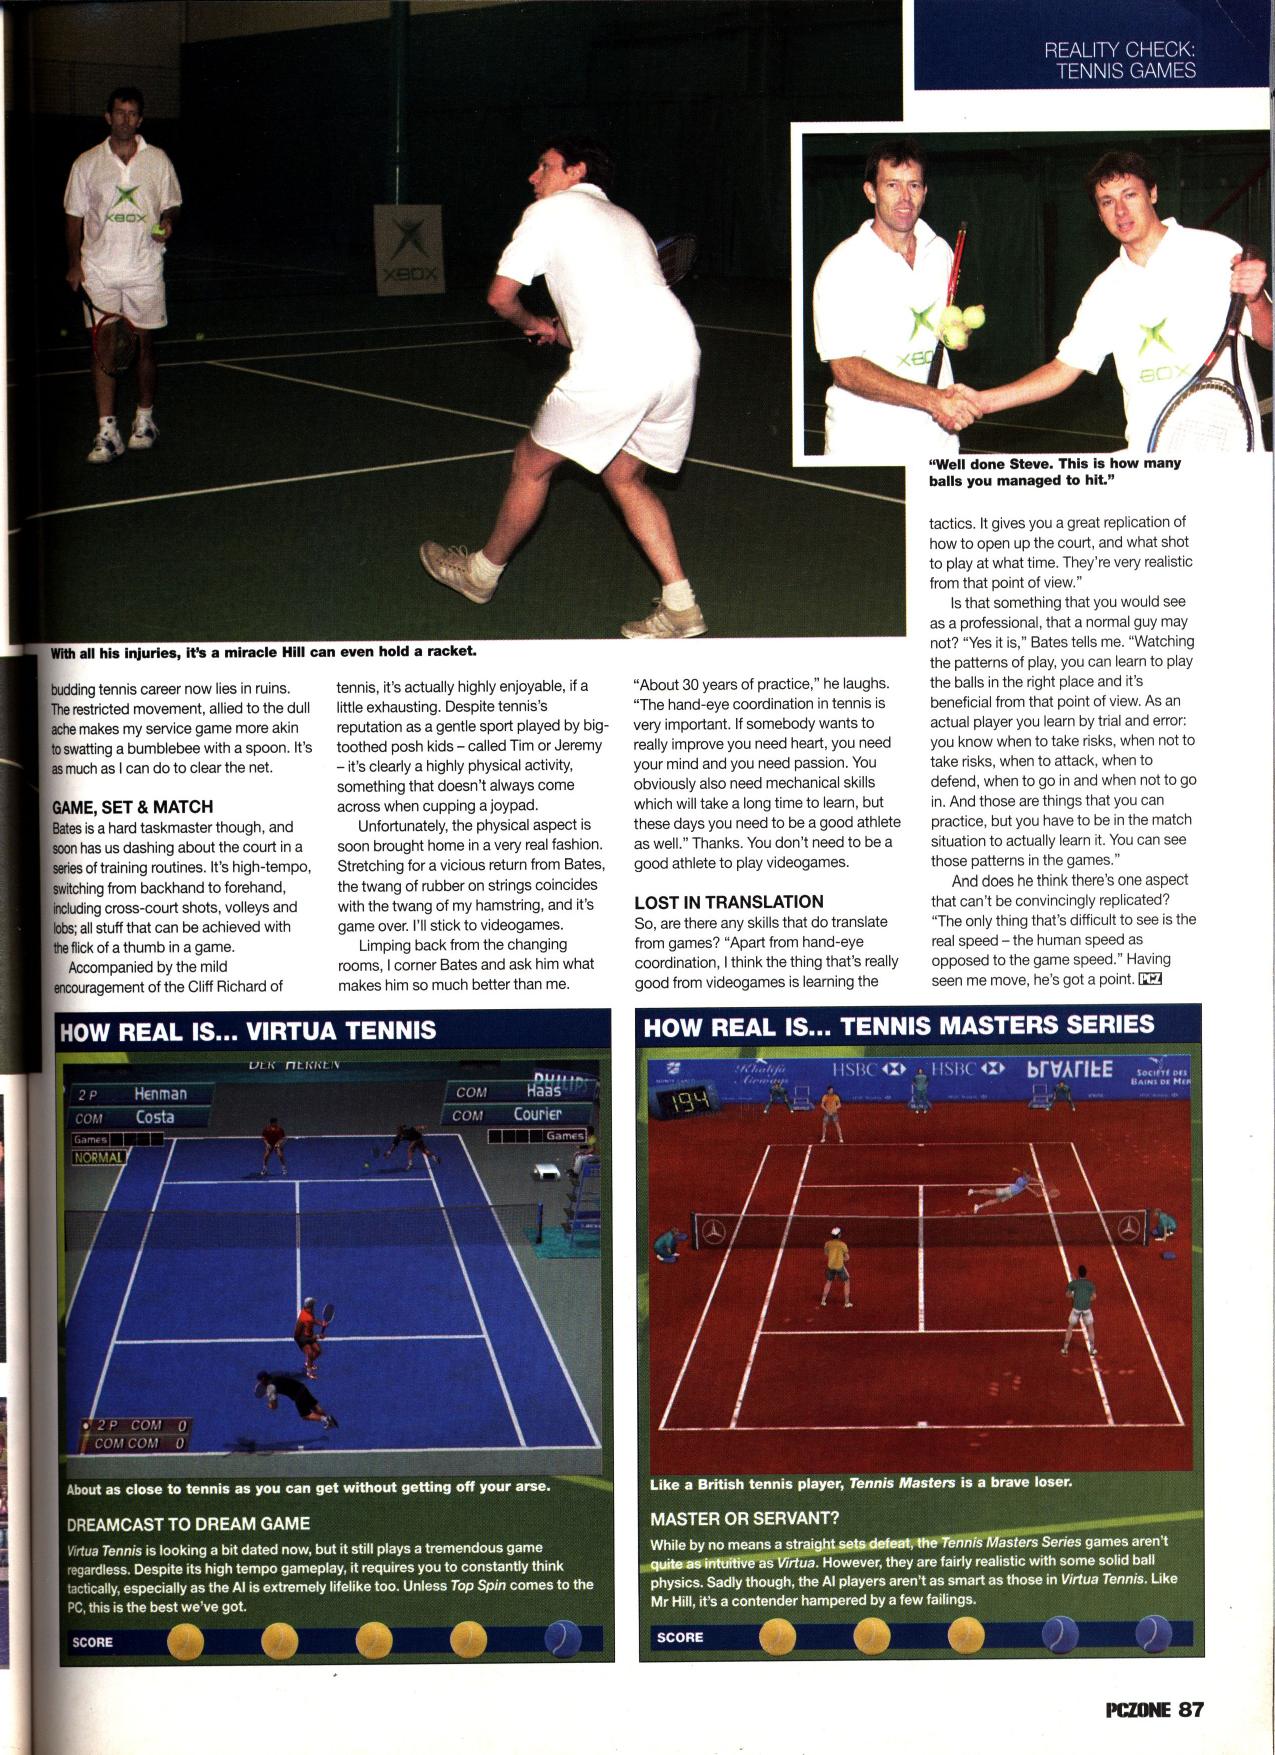 REALITY CHECK:
TENNIS GAMES
XBOX
XBOX
XBO
XBOX
"Well done Steve. This is how many
balls you managed to hit."
With all his injuries, it's a miracle Hill can even hold a racket.
budding tennis career now lies in ruins.
The restricted movement, allied to the dull
ache makes my service game more akin
to swatting a bumblebee with a spoon. It's
as much as I can do to clear the net.
GAME, SET & MATCH
Bates is a hard taskmaster though, and
soon has us dashing about the court in a
series of training routines. It's high-tempo,
switching from backhand to forehand,
including cross-court shots, volleys and
lobs; all stuff that can be achieved with
the flick of a thumb in a game.
Accompanied by the mild
encouragement of the Cliff Richard of
tennis, it's actually highly enjoyable, if a
little exhausting. Despite tennis's
reputation as a gentle sport played by big-
toothed posh kids – called Tim or Jeremy
– it's clearly a highly physical activity,
something that doesn't always come
across when cupping a joypad.
Unfortunately, the physical aspect is
soon brought home in a very real fashion.
Stretching for a vicious return from Bates,
the twang of rubber on strings coincides
with the twang of my hamstring, and it's
game over. I'll stick to videogames.
Limping back from the changing
rooms, I corner Bates and ask him what
makes him so much better than me.
"About 30 years of practice," he laughs.
"The hand-eye coordination in tennis is
very important. If somebody wants to
really improve you need heart, you need
your mind and you need passion. You
obviously also need mechanical skills
which will take a long time to learn, but
these days you need to be a good athlete
as well." Thanks. You don't need to be a
good athlete to play videogames.
LOST IN TRANSLATION
So, are there any skills that do translate
from games? "Apart from hand-eye
coordination, I think the thing that's really
good from videogames is learning the
tactics. It gives you a great replication of
how to open up the court, and what shot
to play at what time. They're very realistic
from that point of view."
Is that something that you would see
as a professional, that a normal guy may
not? "Yes it is," Bates tells me. "Watching
the patterns of play, you can learn to play
the balls in the right place and it's
beneficial from that point of view. As an
actual player you learn by trial and error:
you know when to take risks, when not to
take risks, when to attack, when to
defend, when to go in and when not to go
in. And those are things that you can
practice, but you have to be in the match
situation to actually learn it. You can see
those patterns in the games."
And does he think there's one aspect
that can't be convincingly replicated?
"The only thing that's difficult to see is the
real speed – the human speed as
opposed to the game speed." Having
seen me move, he's got a point. PCZ
HOW REAL IS... VIRTUA TENNIS
DER HERREN
PHILIPS
2P Henman
COM Costa
COM Haas
COM Courier
Games
Games
NORMAL
2P COM 0
COM COM 0
About as close to tennis as you can get without getting off your arse.
DREAMCAST TO DREAM GAME
Virtua Tennis is looking a bit dated now, but it still plays a tremendous game
regardless. Despite its high tempo gameplay, it requires you to constantly think
tactically, especially as the AI is extremely lifelike too. Unless Top Spin comes to the
PC, this is the best we've got.
SCORE
HOW REAL IS... TENNIS MASTERS SERIES
Khalifa
Airways
HSBC HSBC
SOCIÉTÉ DES
BAINS DE MER
194
Like a British tennis player, Tennis Masters is a brave loser.
MASTER OR SERVANT?
While by no means a straight sets defeat, the Tennis Masters Series games aren't
quite as intuitive as Virtua. However, they are fairly realistic with some solid ball
physics. Sadly though, the AI players aren't as smart as those in Virtua Tennis. Like
Mr Hill, it's a contender hampered by a few failings.
SCORE
PCZONE 87